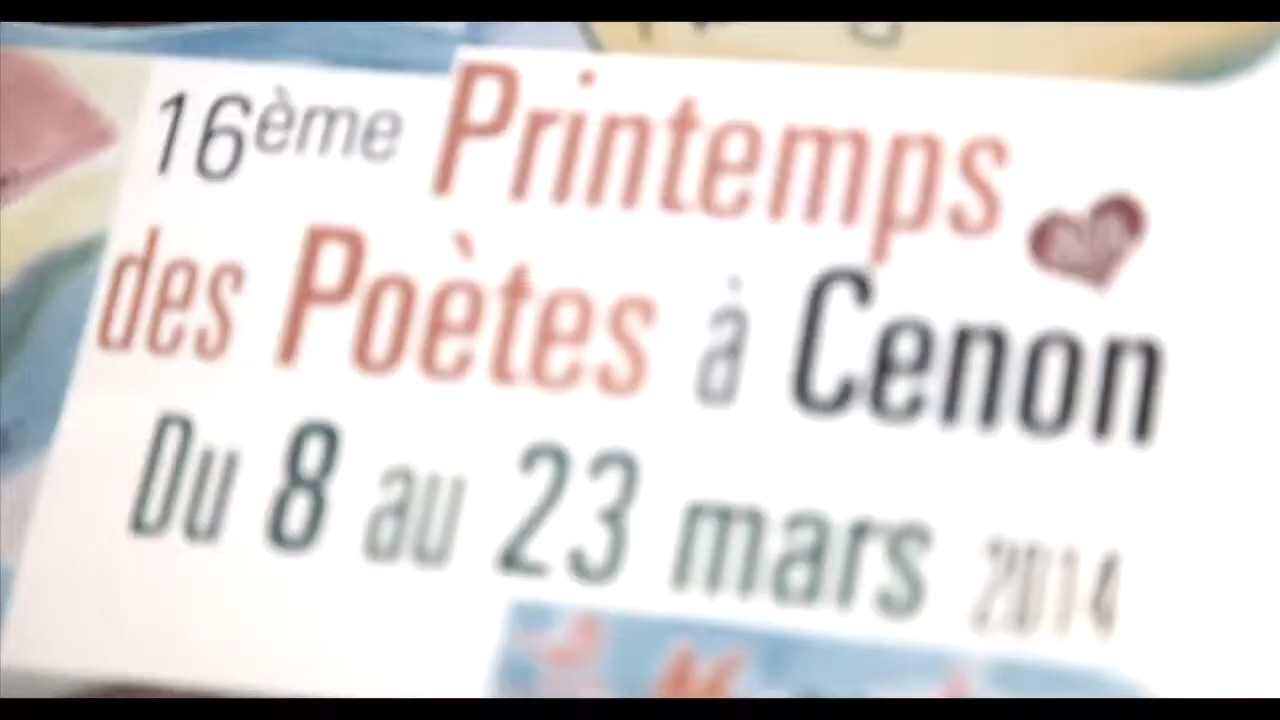 16ème Printemps
des Poètes à Cenon
Du 8 au 23 mars 2014